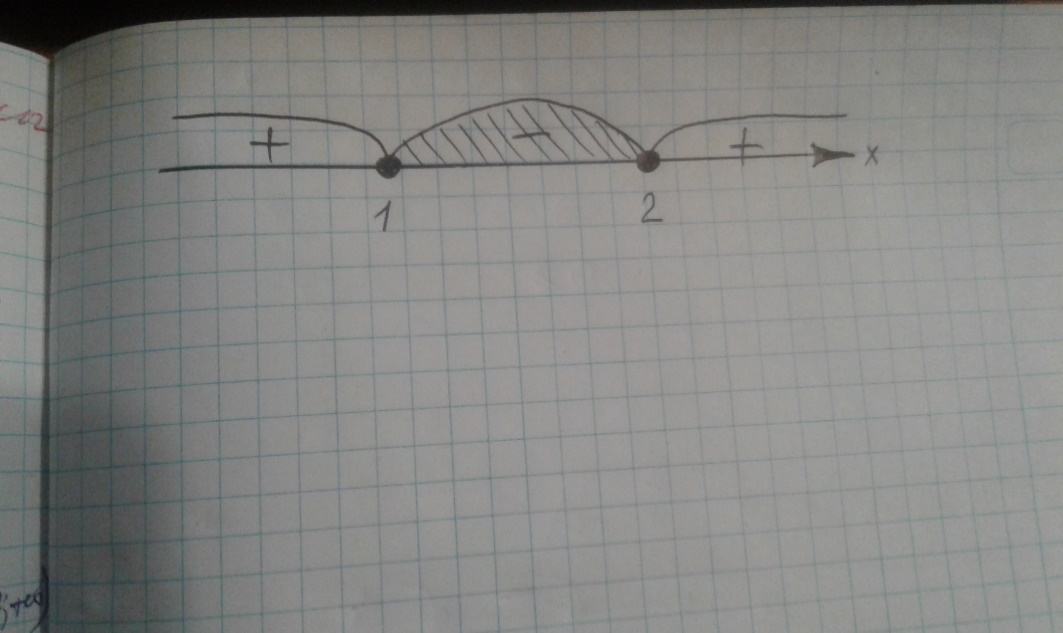 + − + x
1 2